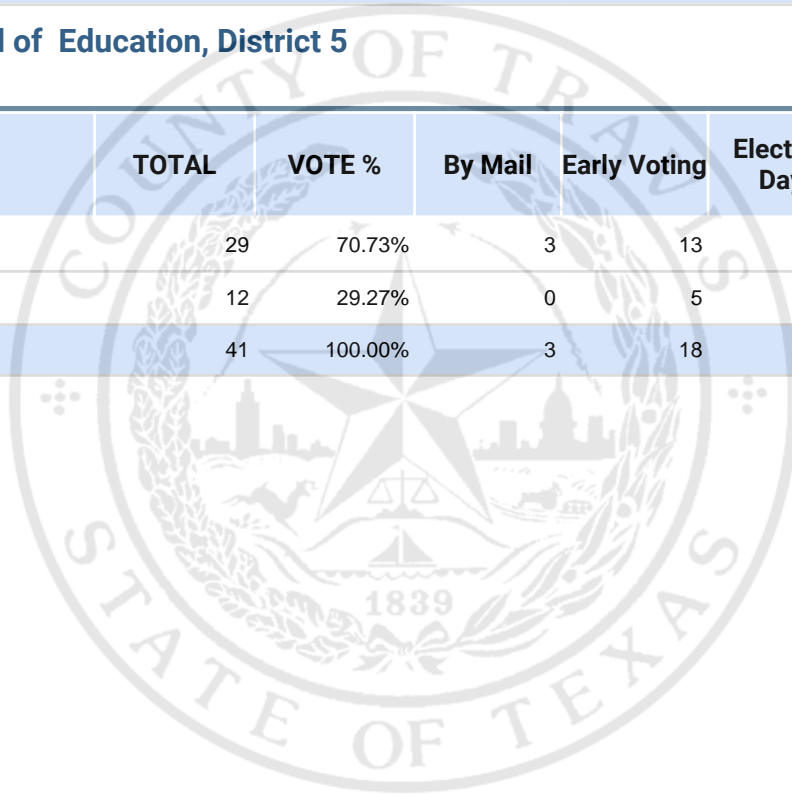 of Education, District 5
TOTAL VOTE % By Mail Early Voting
29 70.73% 3 13
12 29.27% 0 5
41 100.00% 3 18
COUNTY OF TRAVIS
1839
STATE OF TEXAS